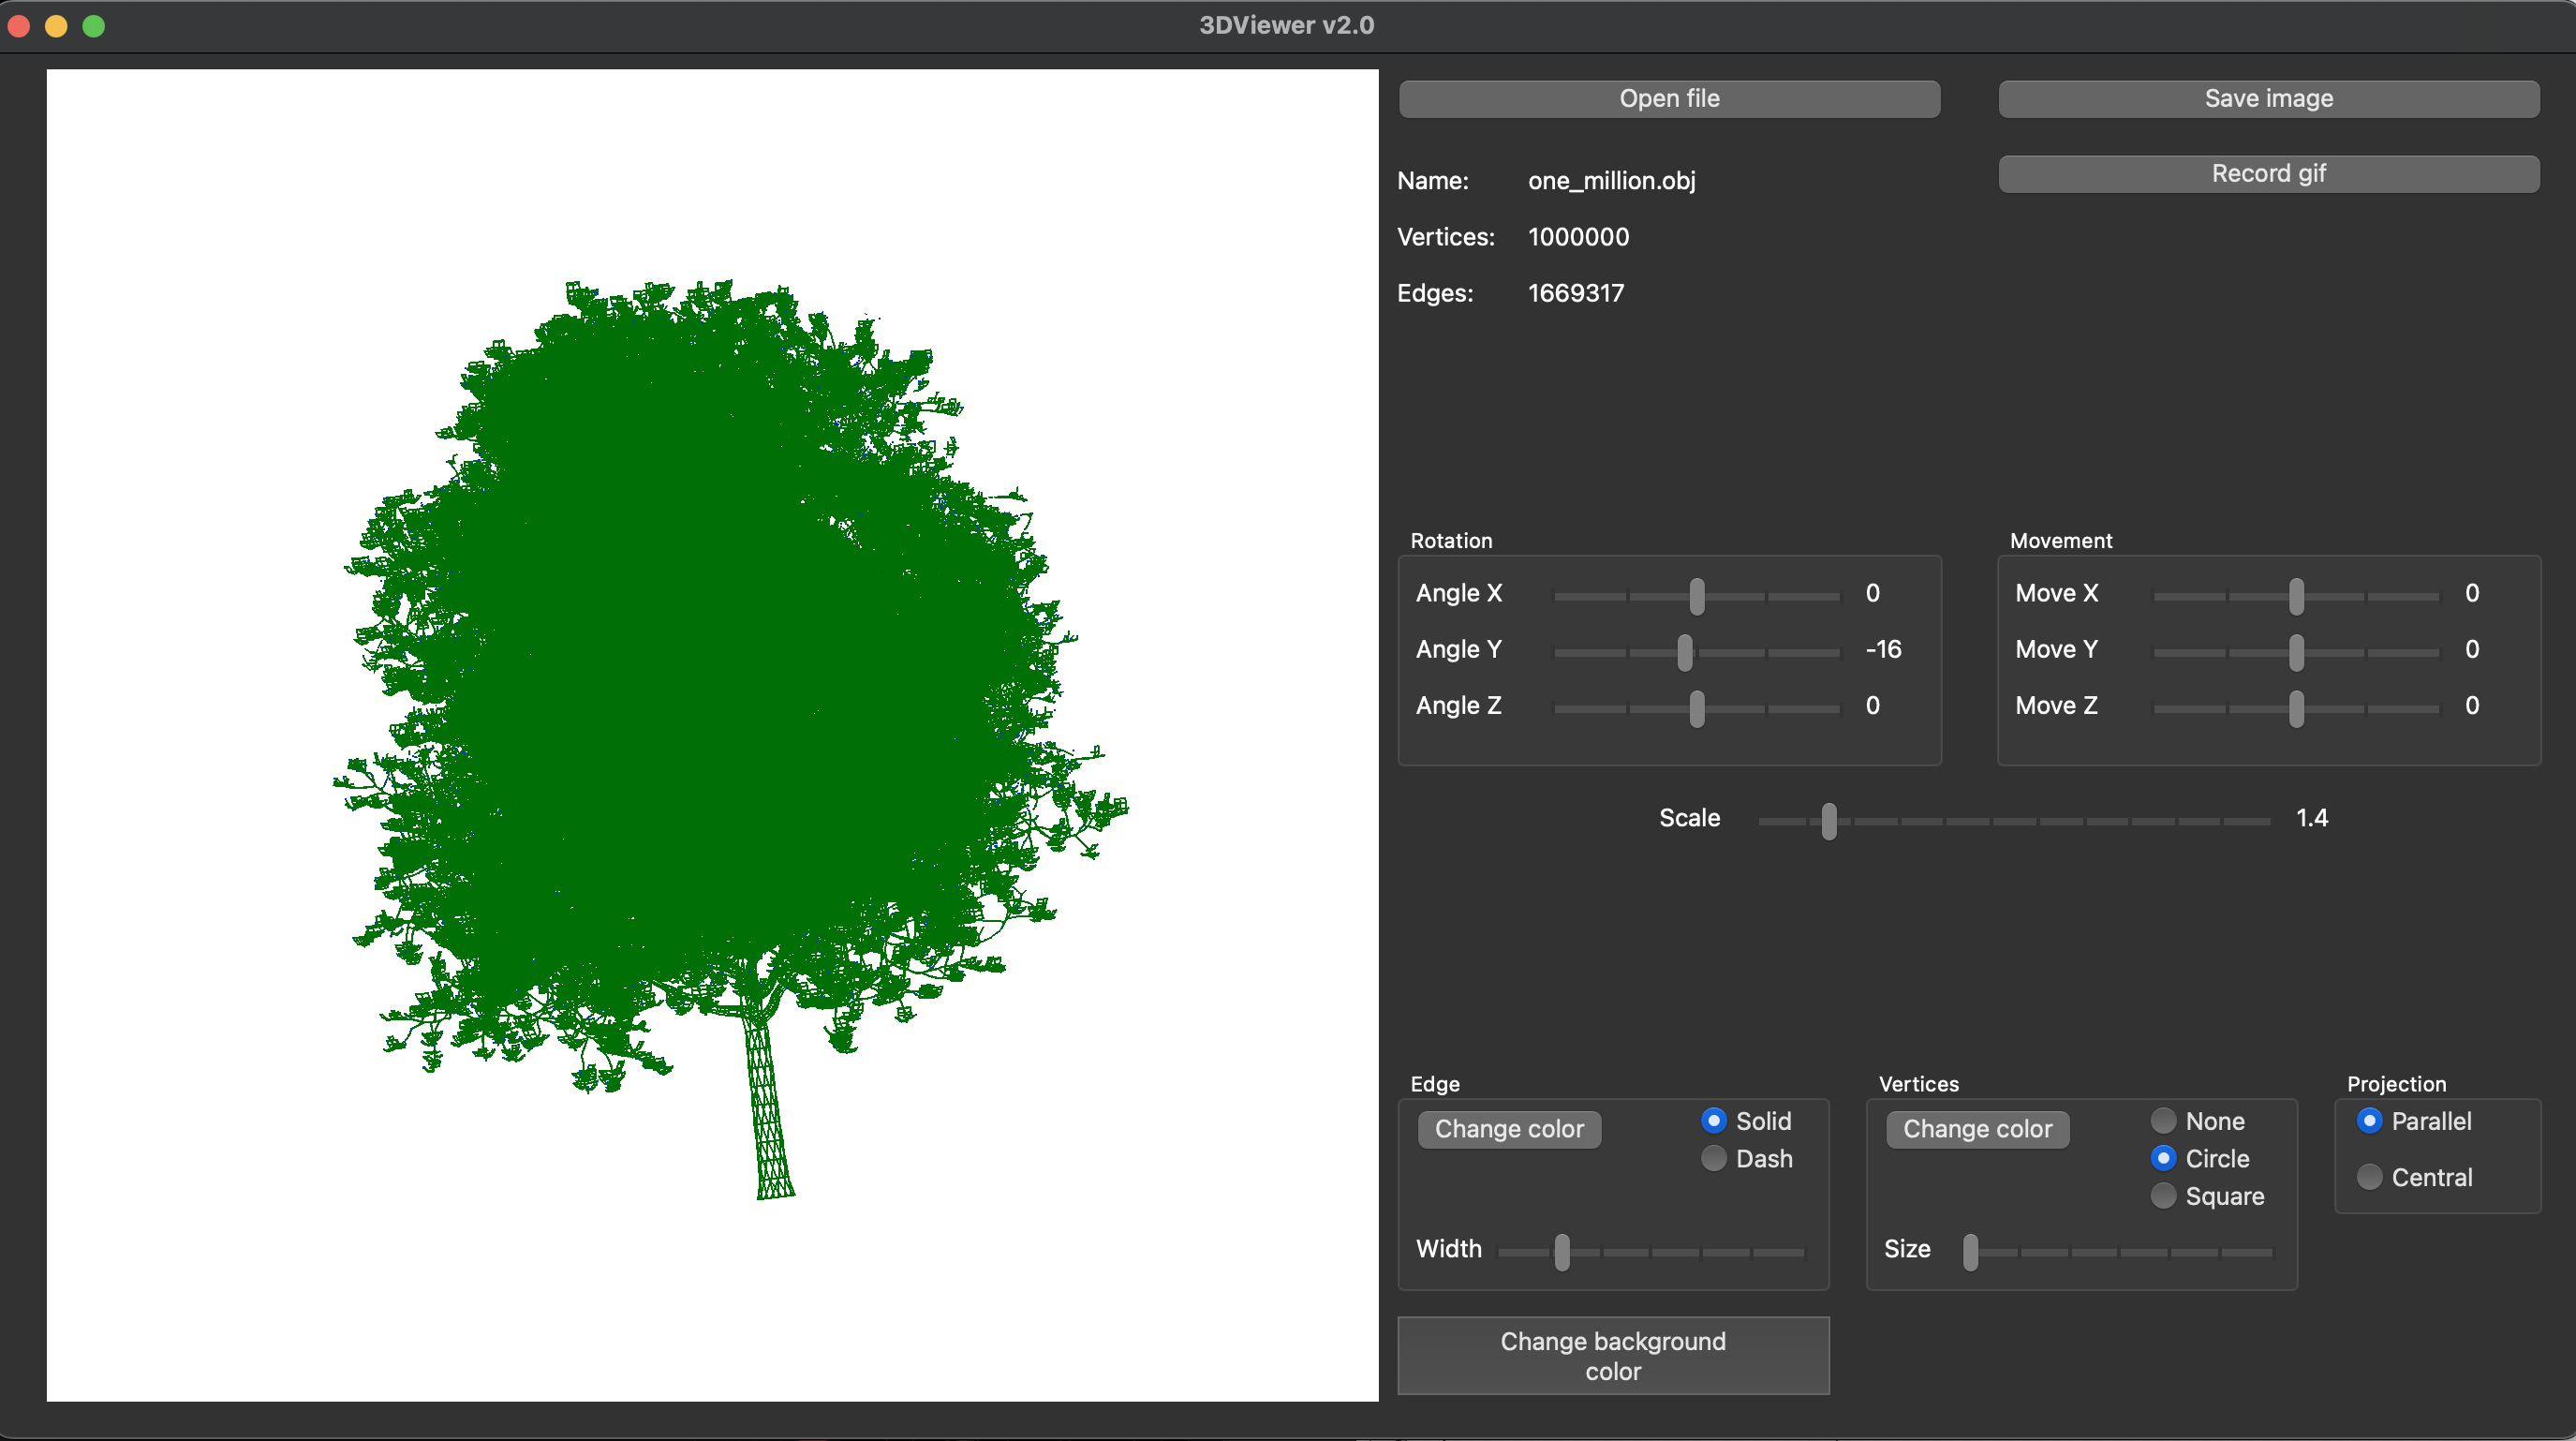 3DViewer v2.0
Open file
Save image
Record gif
Name: one_million.obj
Vertices: 1000000
Edges: 1669317
Rotation
Angle X 0
Angle Y -16
Angle Z 0
Movement
Move X 0
Move Y 0
Move Z 0
Scale 1.4
Edge
Change color
Solid
Dash
Width
Vertices
Change color
None
Circle
Square
Size
Projection
Parallel
Central
Change background
color